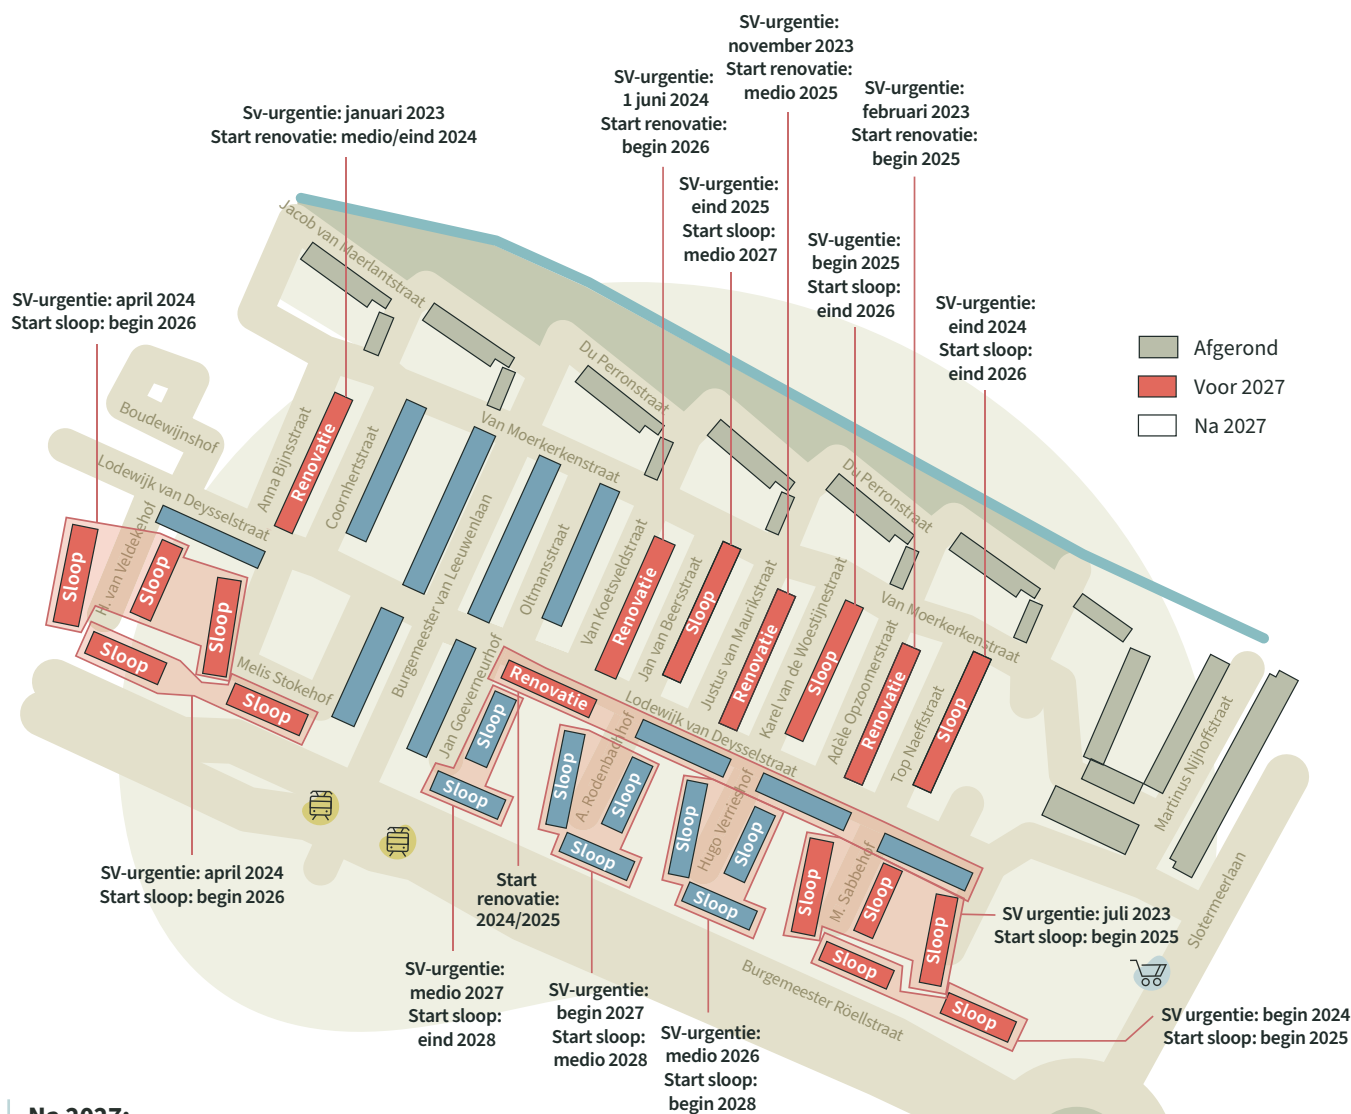 SV-urgentie:
november 2023
Start renovatie:
medio 2025
SV-urgentie:
1 juni 2024
Start renovatie:
begin 2026
SV-urgentie:
februari 2023
Start renovatie:
begin 2025
Sv-urgentie: januari 2023
Start renovatie: medio/eind 2024
SV-urgentie:
eind 2025
Start sloop:
medio 2027
SV-ugentie:
begin 2025
Start sloop:
eind 2026
SV-urgentie:
eind 2024
Start sloop:
eind 2026
SV-urgentie: april 2024
Start sloop: begin 2026
Afgerond
Voor 2027
Na 2027
Jacob van Maerlantstraat
Du Perronstraat
Du Perronstraat
Van Moerkerkenstraat
Van Moerkerkenstraat
Boudewijnshof
Lodewijk van Deysselstraat
H. van Veldekehof
Anna Bijnsstraat
Renovatie
Coornhertstraat
Burgemeester van Leeuwenlaan
Oltmansstraat
Van Koetsveldstraat
Renovatie
Jan van Beersstraat
Sloop
Justus van Maurikstraat
Renovatie
Karel van de Woestijnestraat
Sloop
Adèle Opzoomerstraat
Renovatie
Top Naeffstraat
Sloop
Martinus Nijhoffstraat
Slotermeerlaan
Sloop
Sloop
Sloop
Sloop
Sloop
Melis Stokehof
Jan Goeverneurhof
Renovatie
Lodewijk van Deysselstraat
Sloop
Sloop
Sloop
A. Rodenbachhof
Sloop
Sloop
Sloop
Hugo Verrieshof
Sloop
Sloop
Sloop
M. Sabbehof
Sloop
Sloop
Sloop
Sloop
Burgemeester Röellstraat
SV-urgentie: april 2024
Start sloop: begin 2026
Start
renovatie:
2024/2025
SV urgentie: juli 2023
Start sloop: begin 2025
SV-urgentie:
medio 2027
Start sloop:
eind 2028
SV-urgentie:
begin 2027
Start sloop:
medio 2028
SV-urgentie:
medio 2026
Start sloop:
begin 2028
SV urgentie: begin 2024
Start sloop: begin 2025
Na 2027: